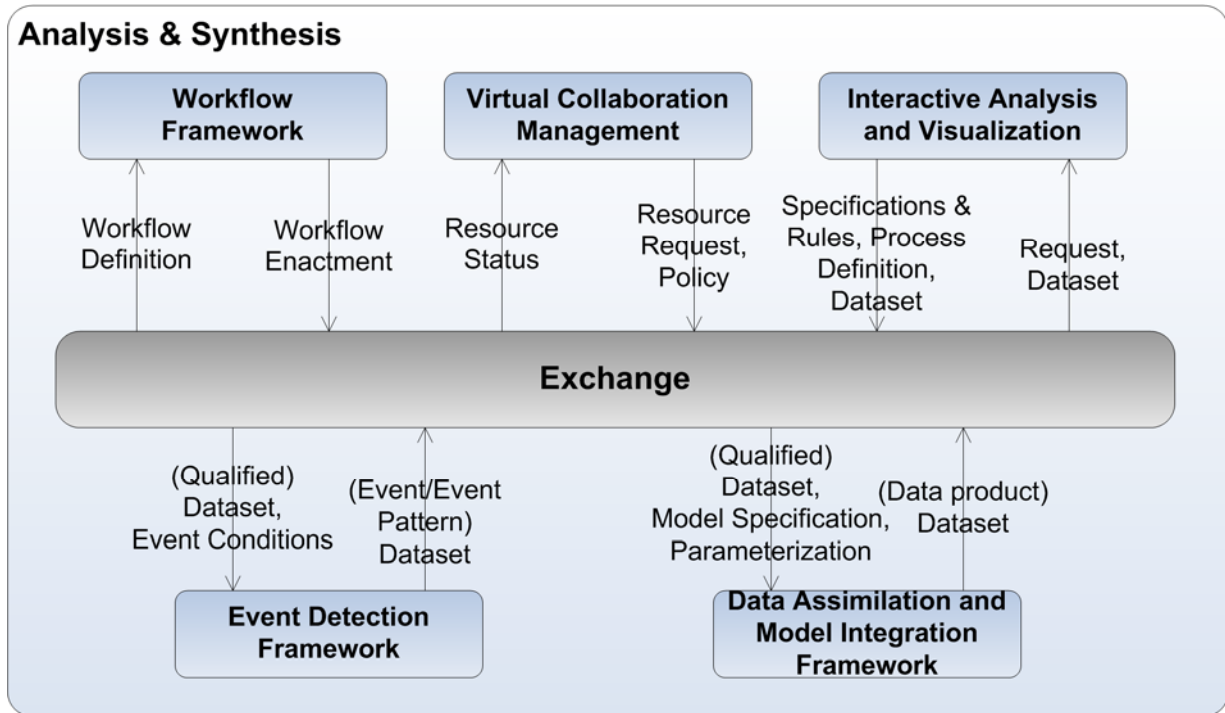 Analysis & Synthesis
Workflow
Framework
Virtual Collaboration
Management
Interactive Analysis
and Visualization
Workflow
Definition
Workflow
Enactment
Resource
Status
Resource
Request,
Policy
Specifications &
Rules, Process
Definition,
Dataset
Request,
Dataset
Exchange
(Qualified)
Dataset,
Event Conditions
(Event/Event
Pattern)
Dataset
(Qualified)
Dataset,
Model Specification,
Parameterization
(Data product)
Dataset
Event Detection
Framework
Data Assimilation and
Model Integration
Framework